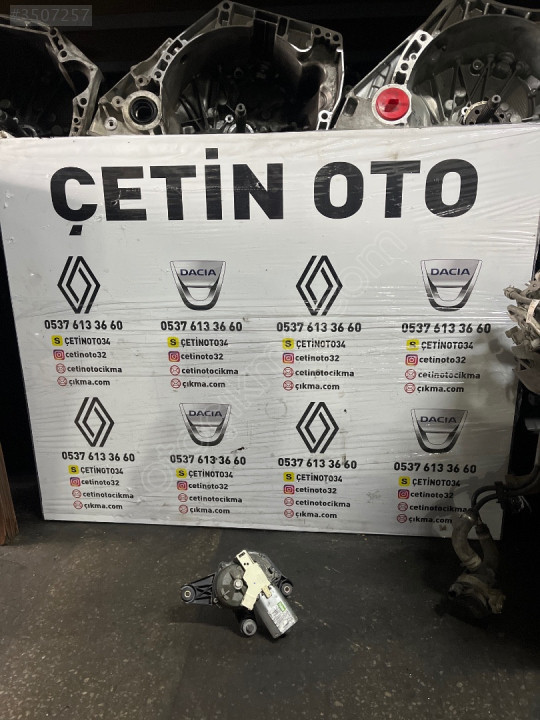 #3507257
ÇETİN OTO
DACIA
DACIA
0537 613 36 60
0537 613 36 60
0537 613 36 60
0537 613 36 60
S ÇETİNOTO34
S ÇETİNOTO34
S ÇETİNOTO34
S ÇETİNOTO34
cetinoto32
cetinoto32
cetinoto32
cetinoto32
cetinotocikma
cetinotocikma
cetinotocikma
cetinotocikma
çıkma.com
çıkma.com
çıkma.com
çıkma.com
DACIA
DACIA
0537 613 36 60
0537 613 36 60
0537 613 36 60
0537 613 36 60
S ÇETİNOTO34
S ÇETİNOTO34
S ÇETİNOTO34
S ÇETİNOTO34
cetinoto32
cetinoto32
cetinoto32
cetinoto32
cetinotocikma
cetinotocikma
cetinotocikma
cetinotocikma
çıkma.com
çıkma.com
çıkma.com
çıkma.com